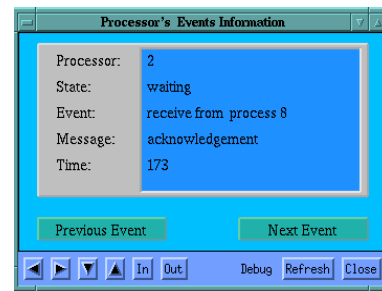 Processor's Events Information
Processor: 2
State: waiting
Event: receive from process 8
Message: acknowledgement
Time: 173
Previous Event Next Event
In Out Debug Refresh Close